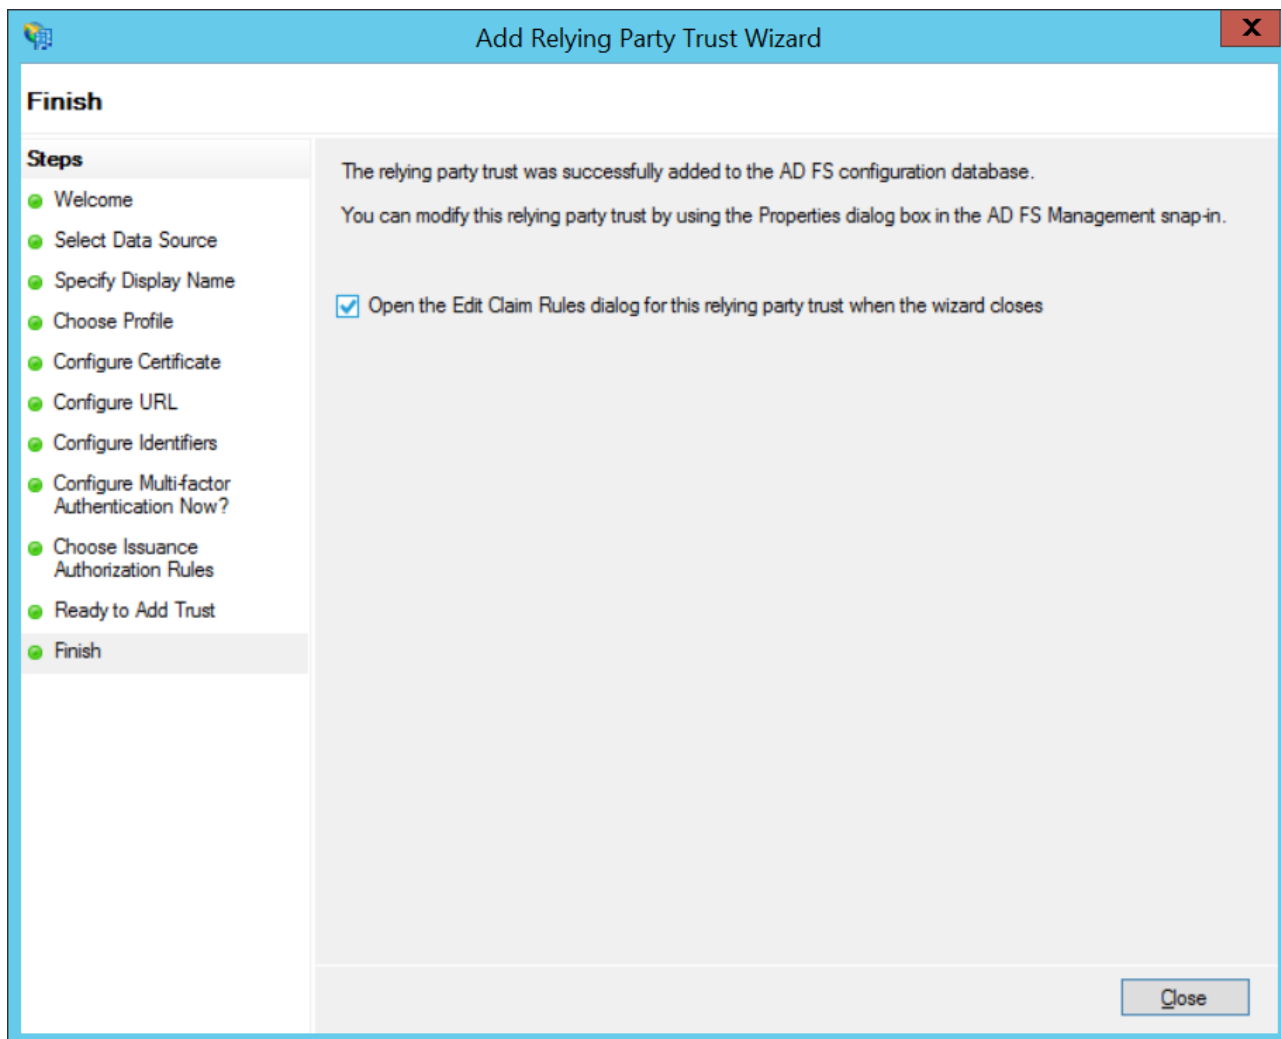 Add Relying Party Trust Wizard
X
Finish
Steps
Welcome
Select Data Source
Specify Display Name
Choose Profile
Configure Certificate
Configure URL
Configure Identifiers
Configure Multi-factor
Authentication Now?
Choose Issuance
Authorization Rules
Ready to Add Trust
Finish
The relying party trust was successfully added to the AD FS configuration database.
You can modify this relying party trust by using the Properties dialog box in the AD FS Management snap-in.
Open the Edit Claim Rules dialog for this relying party trust when the wizard closes
Close